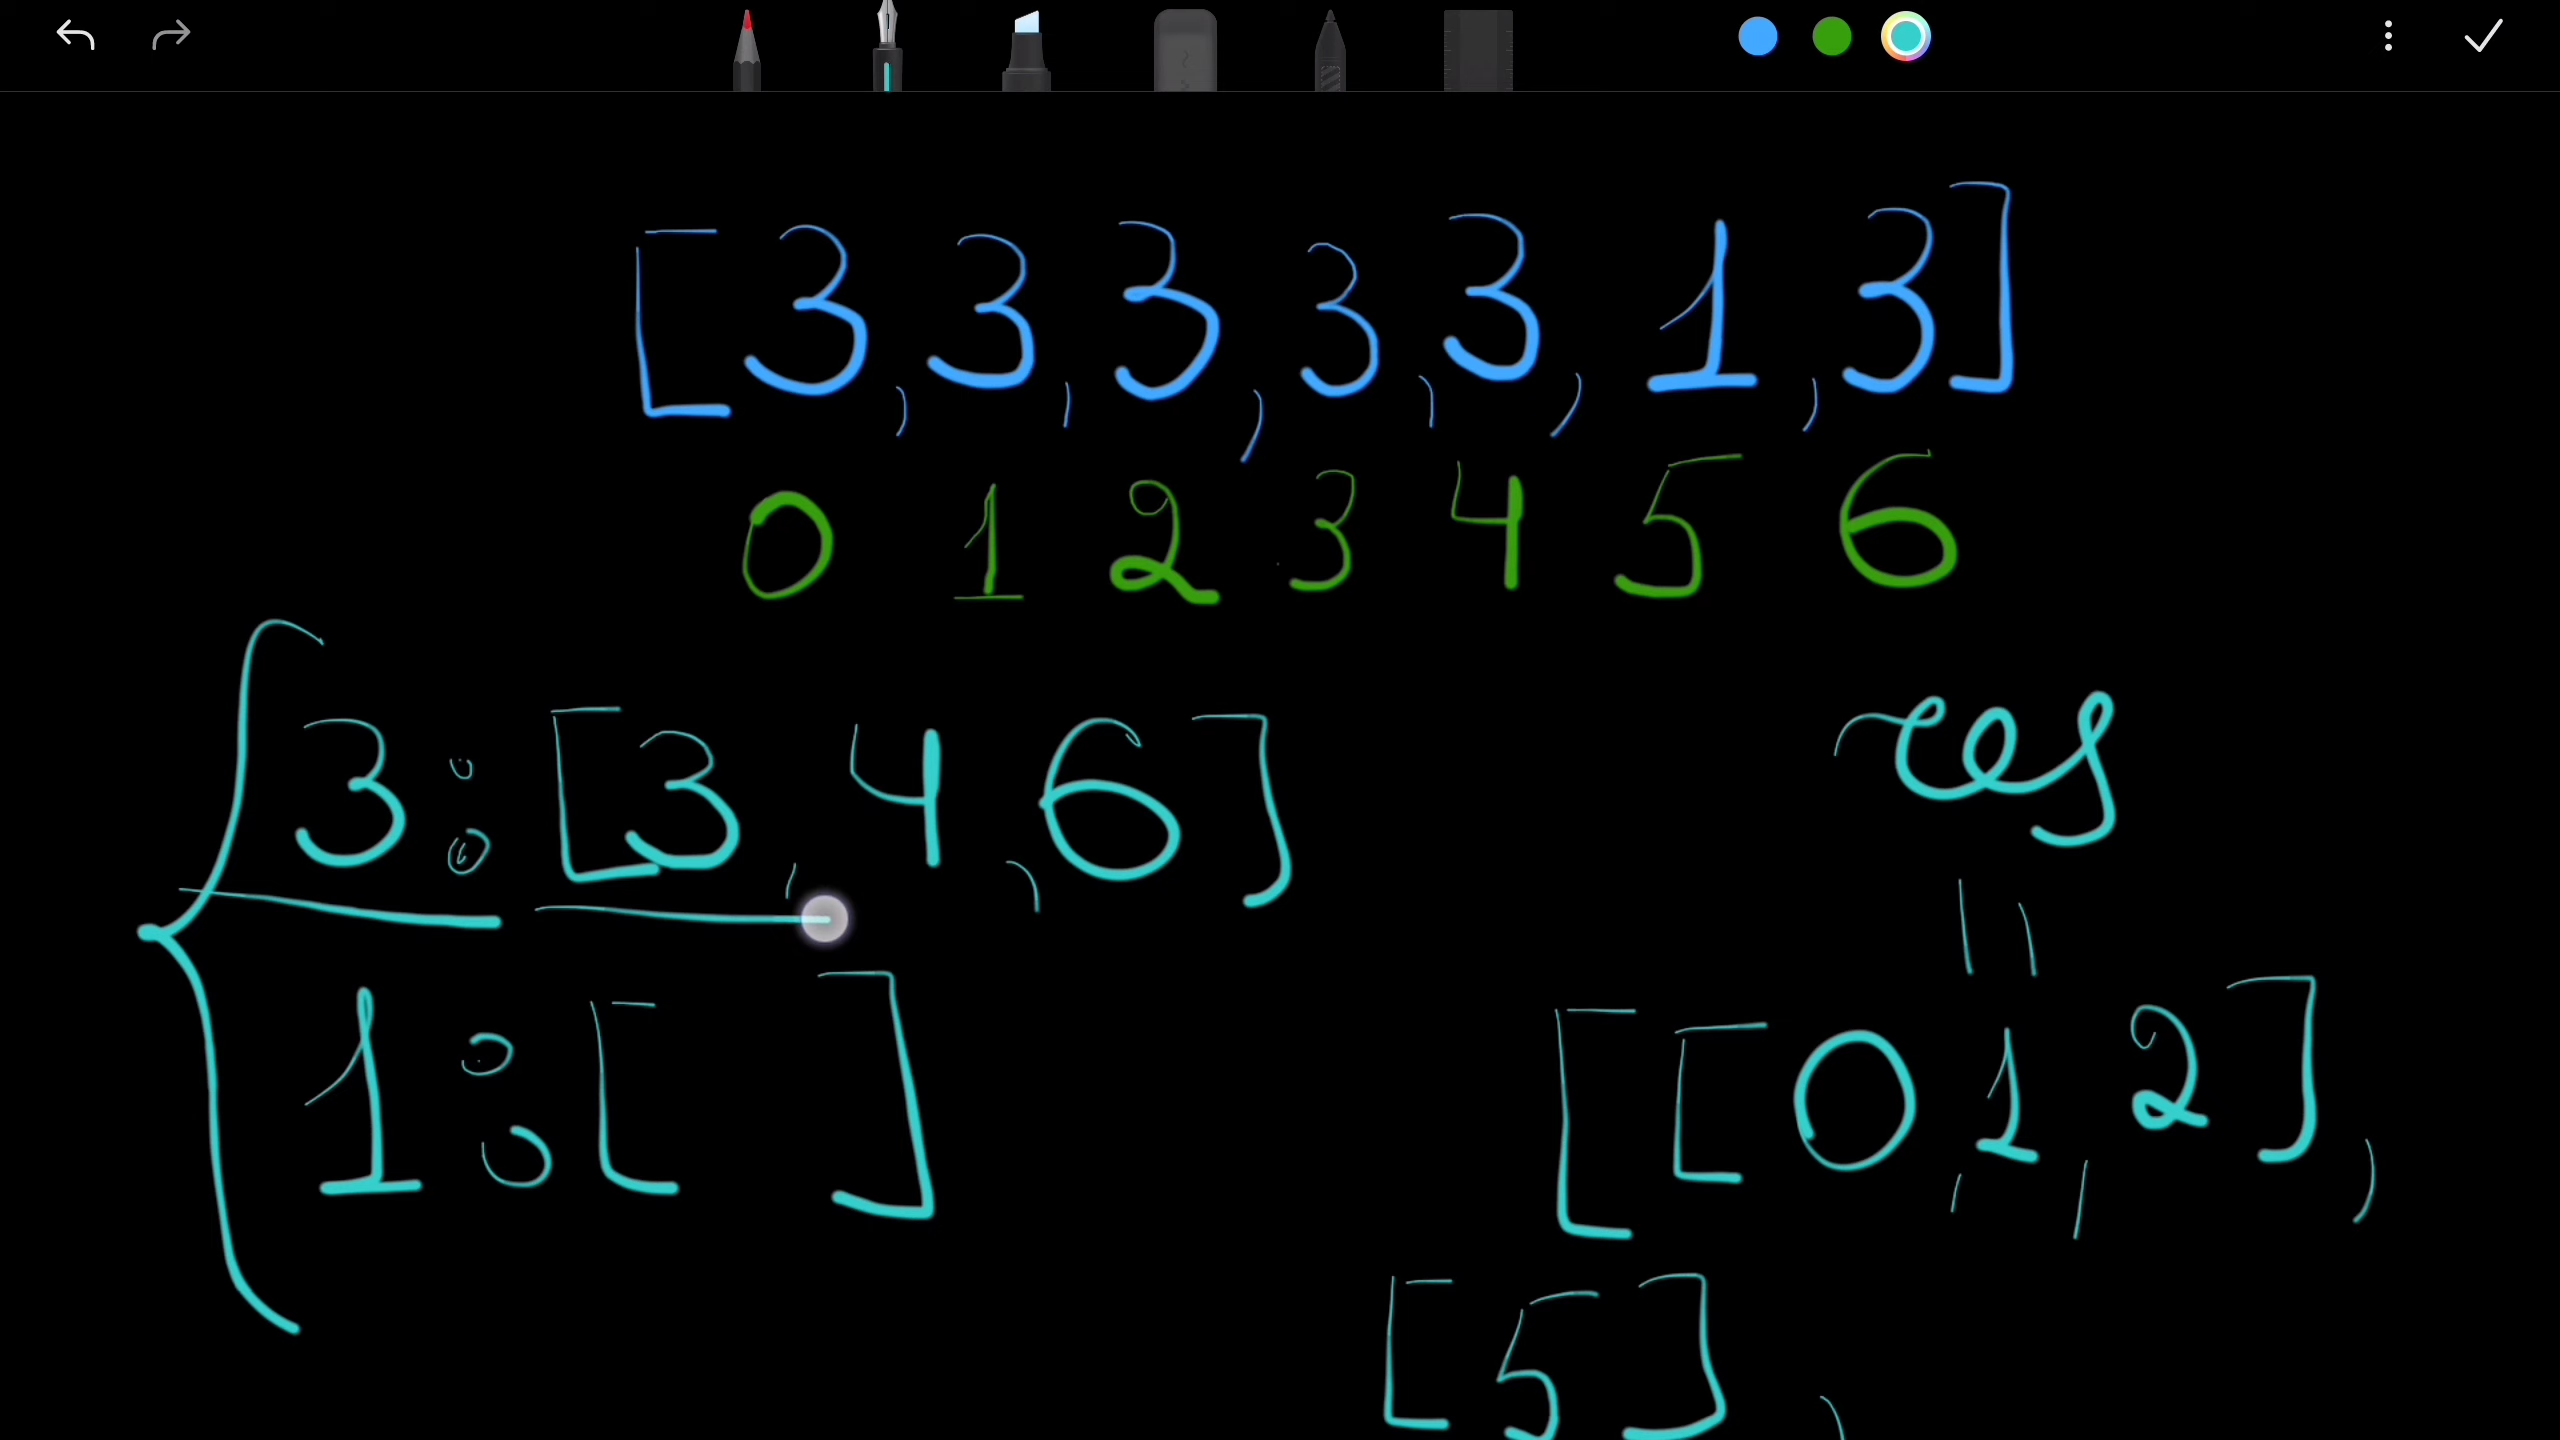 [3, 3, 3, 3, 3, 1, 3]
0 1 2 3 4 5 6
3: [3, 4, 6]
res
=
1: [ ]
[[0, 1, 2],
[5],